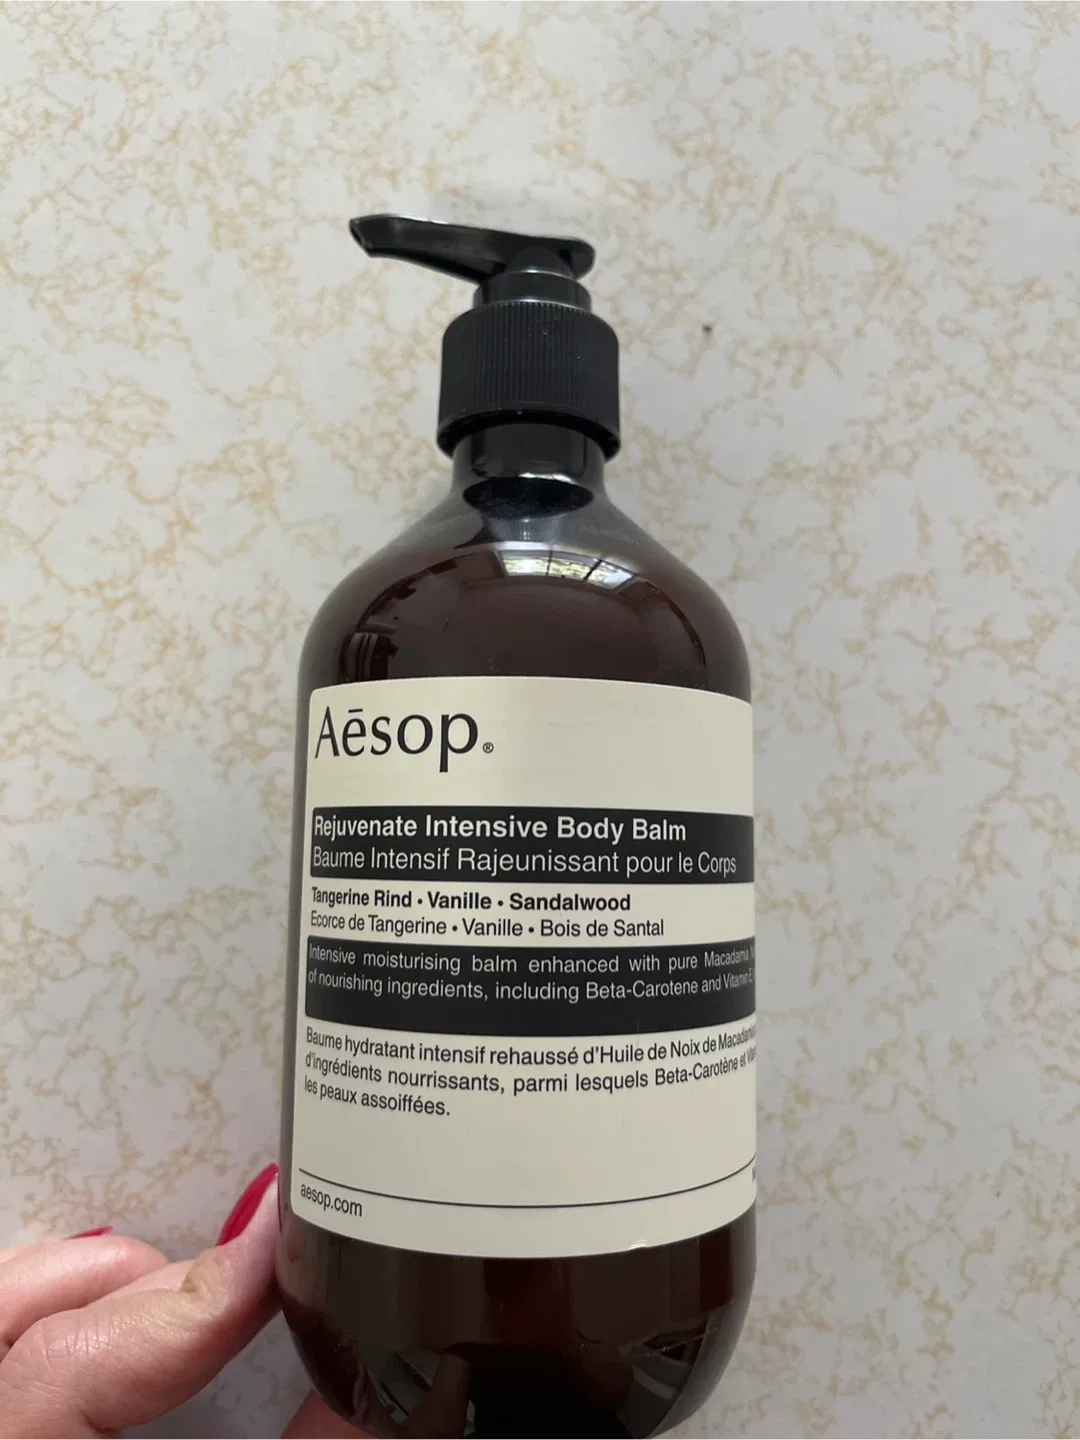 Aēsop®
Rejuvenate Intensive Body Balm
Baume Intensif Rajeunissant pour le Corps
Tangerine Rind • Vanille • Sandalwood
Ecorce de Tangerine • Vanille • Bois de Santal
Intensive moisturising balm enhanced with pure Macadamia
of nourishing ingredients, including Beta-Carotene and Vitamin E
Baume hydratant intensif rehaussé d'Huile de Noix de
d'ingrédients nourrissants, parmi lesquels Beta-Carotène et
les peaux assoiffées.
aesop.com